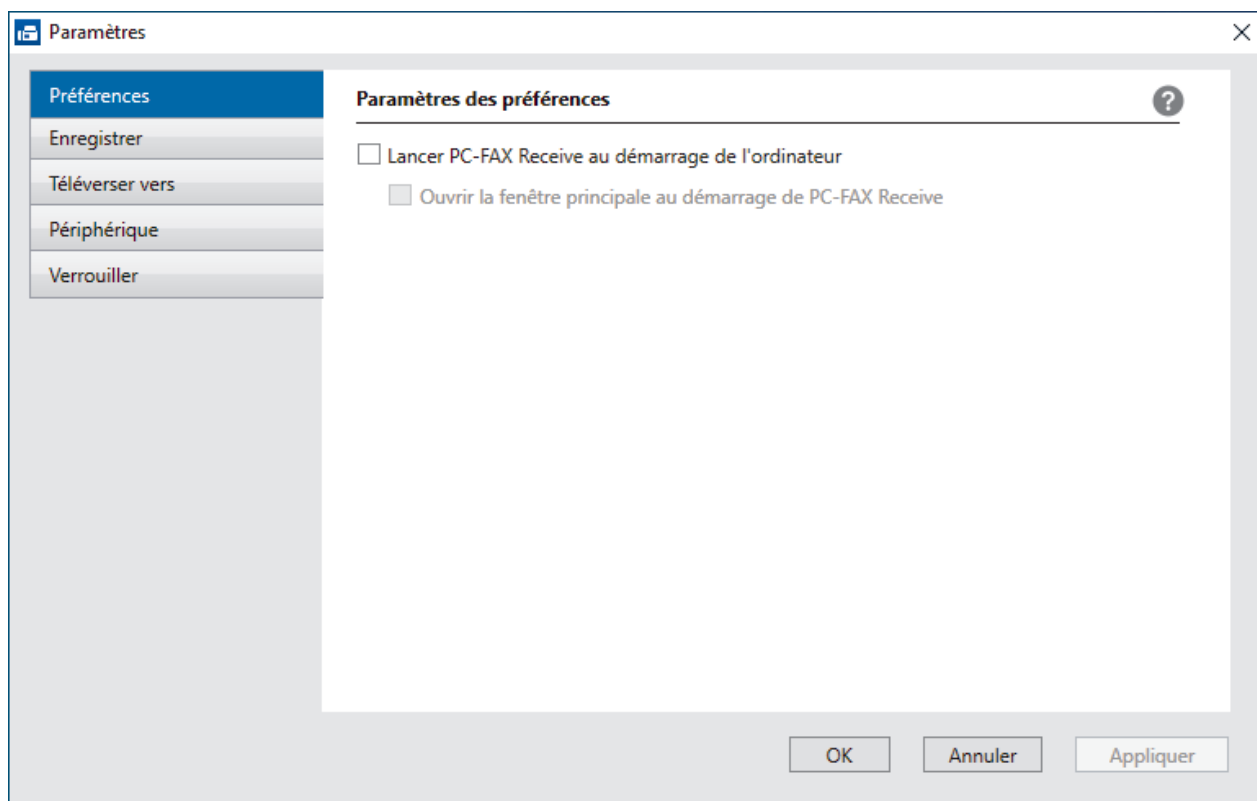 Paramètres
Préférences
Enregistrer
Téléverser vers
Périphérique
Verrouiller
Paramètres des préférences
?
Lancer PC-FAX Receive au démarrage de l'ordinateur
Ouvrir la fenêtre principale au démarrage de PC-FAX Receive
OK
Annuler
Appliquer